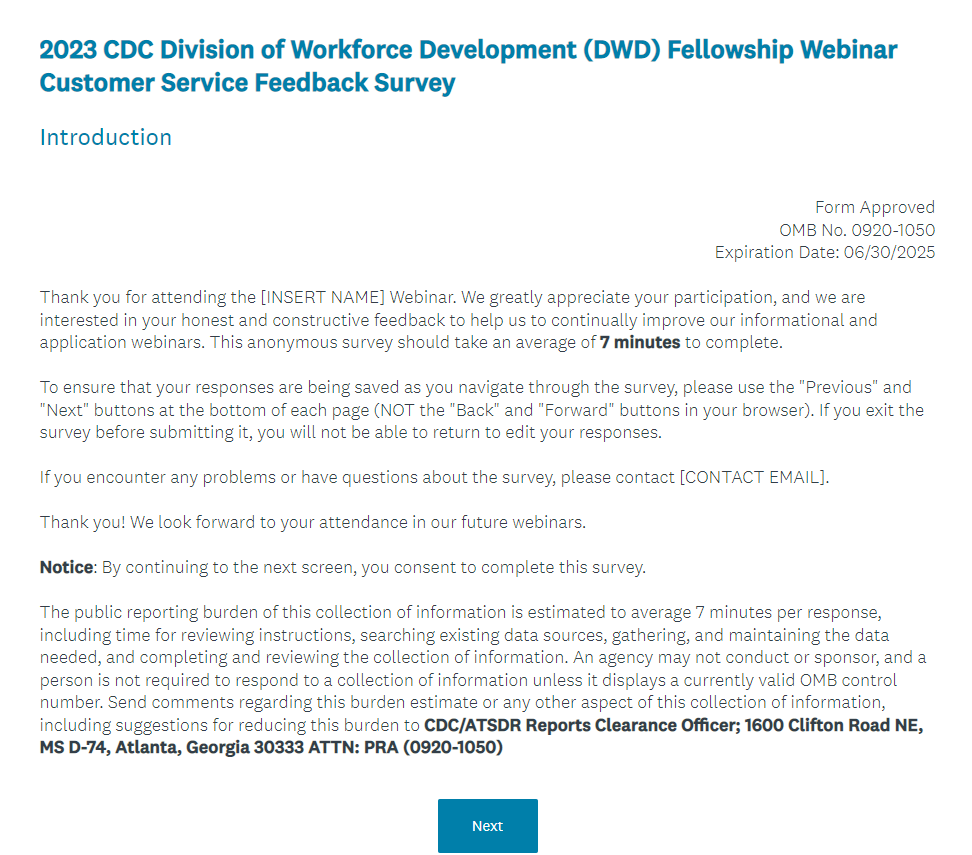 2023 CDC Division of Workforce Development (DWD) Fellowship Webinar
Customer Service Feedback Survey
Introduction
Form Approved
OMB No. 0920-1050
Expiration Date: 06/30/2025
Thank you for attending the [INSERT NAME] Webinar. We greatly appreciate your participation, and we are
interested in your honest and constructive feedback to help us to continually improve our informational and
application webinars. This anonymous survey should take an average of 7 minutes to complete.
To ensure that your responses are being saved as you navigate through the survey, please use the "Previous" and
"Next" buttons at the bottom of each page (NOT the "Back" and "Forward" buttons in your browser). If you exit the
survey before submitting it, you will not be able to return to edit your responses.
If you encounter any problems or have questions about the survey, please contact [CONTACT EMAIL].
Thank you! We look forward to your attendance in our future webinars.
Notice: By continuing to the next screen, you consent to complete this survey.
The public reporting burden of this collection of information is estimated to average 7 minutes per response,
including time for reviewing instructions, searching existing data sources, gathering, and maintaining the data
needed, and completing and reviewing the collection of information. An agency may not conduct or sponsor, and a
person is not required to respond to a collection of information unless it displays a currently valid OMB control
number. Send comments regarding this burden estimate or any other aspect of this collection of information,
including suggestions for reducing this burden to CDC/ATSDR Reports Clearance Officer; 1600 Clifton Road NE,
MS D-74, Atlanta, Georgia 30333 ATTN: PRA (0920-1050)
Next